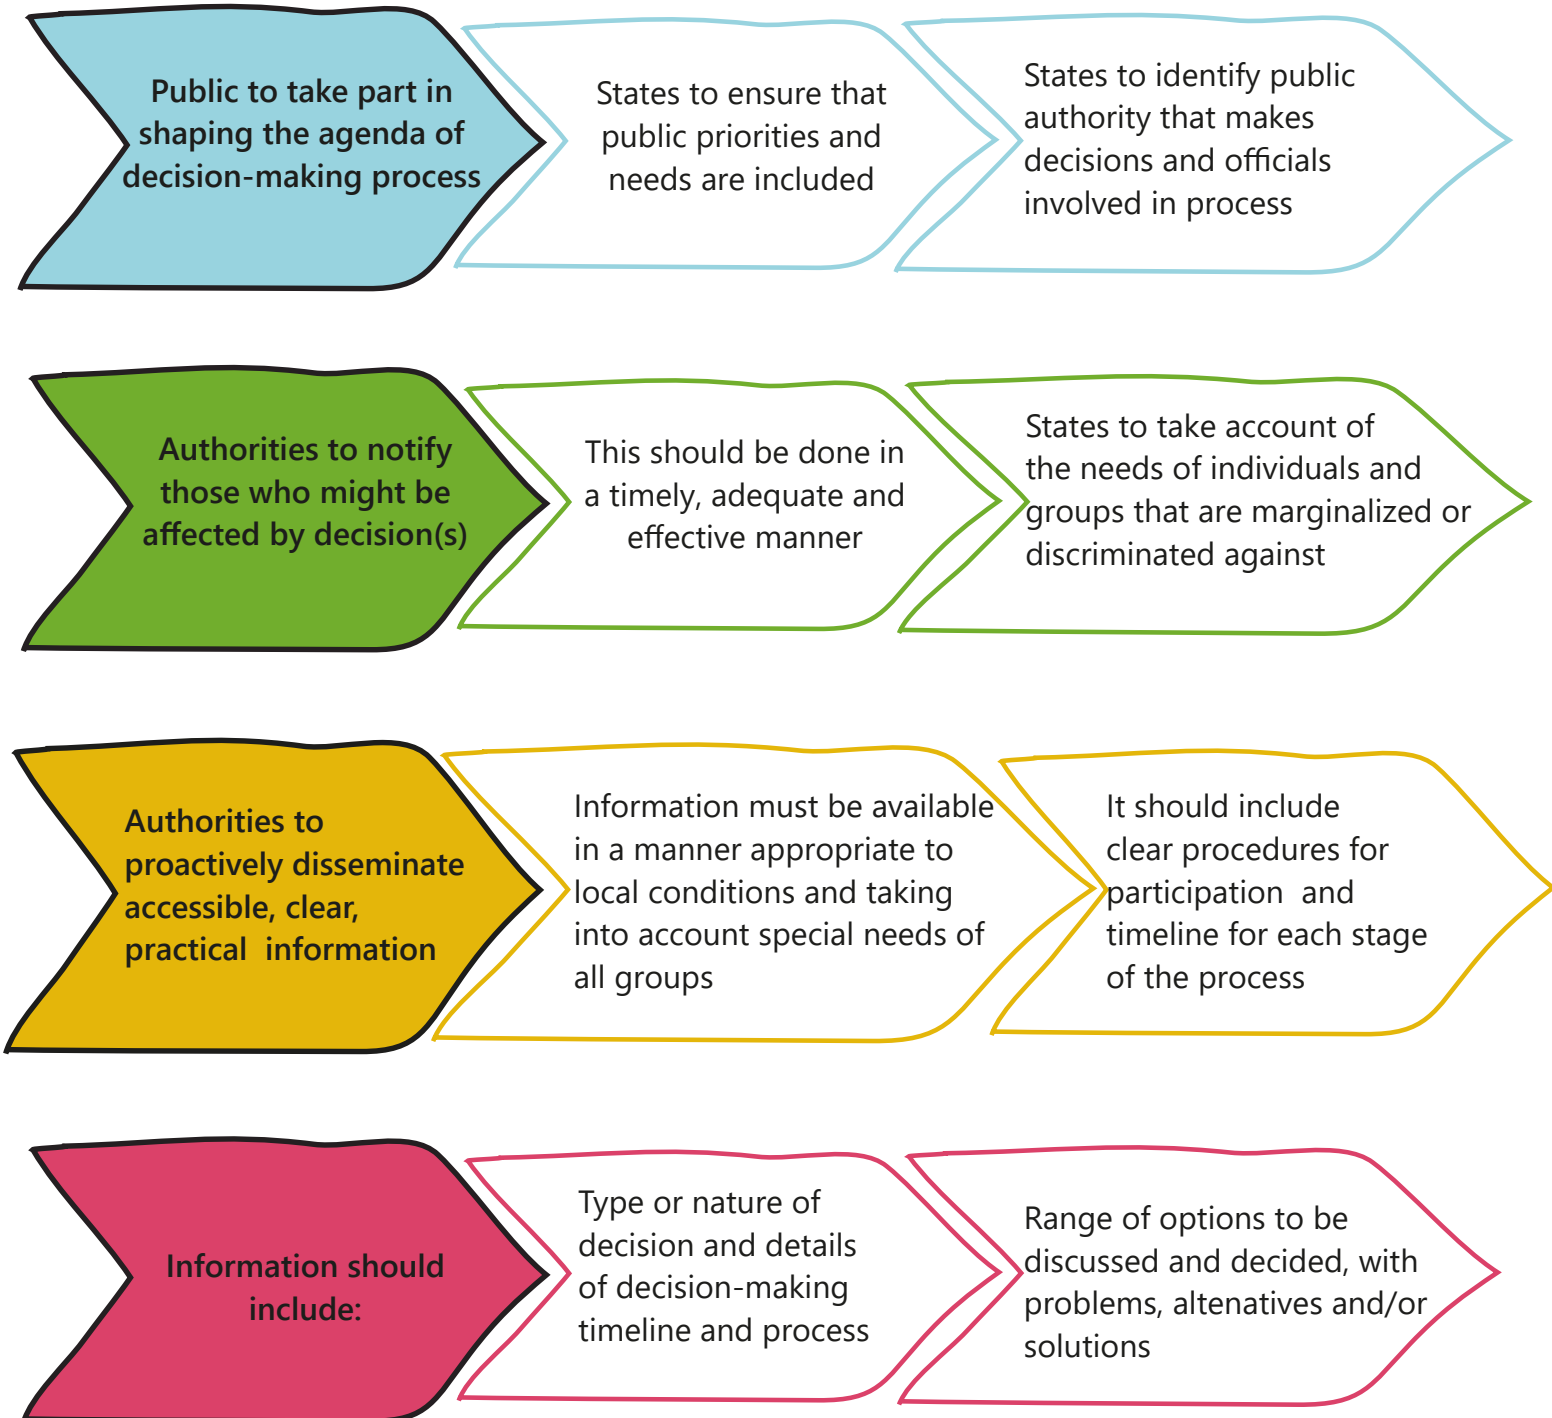 Public to take part in
shaping the agenda of
decision-making process
States to ensure that
public priorities and
needs are included
States to identify public
authority that makes
decisions and officials
involved in process
Authorities to notify
those who might be
affected by decision(s)
This should be done in
a timely, adequate and
effective manner
States to take account of
the needs of individuals and
groups that are marginalized or
discriminated against
Authorities to
proactively disseminate
accessible, clear,
practical  information
Information must be available
in a manner appropriate to
local conditions and taking
into account special needs of
all groups
It should include
clear procedures for
participation  and
timeline for each stage
of the process
Information should
include:
Type or nature of
decision and details
of decision-making
timeline and process
Range of options to be
discussed and decided, with
problems, altenatives and/or
solutions